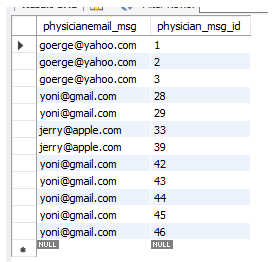 physicianemail_msg physician_msg_id
goerge@yahoo.com 1
goerge@yahoo.com 2
goerge@yahoo.com 3
yoni@gmail.com 28
yoni@gmail.com 29
jerry@apple.com 33
jerry@apple.com 39
yoni@gmail.com 42
yoni@gmail.com 43
yoni@gmail.com 44
yoni@gmail.com 45
yoni@gmail.com 46
NULL NULL